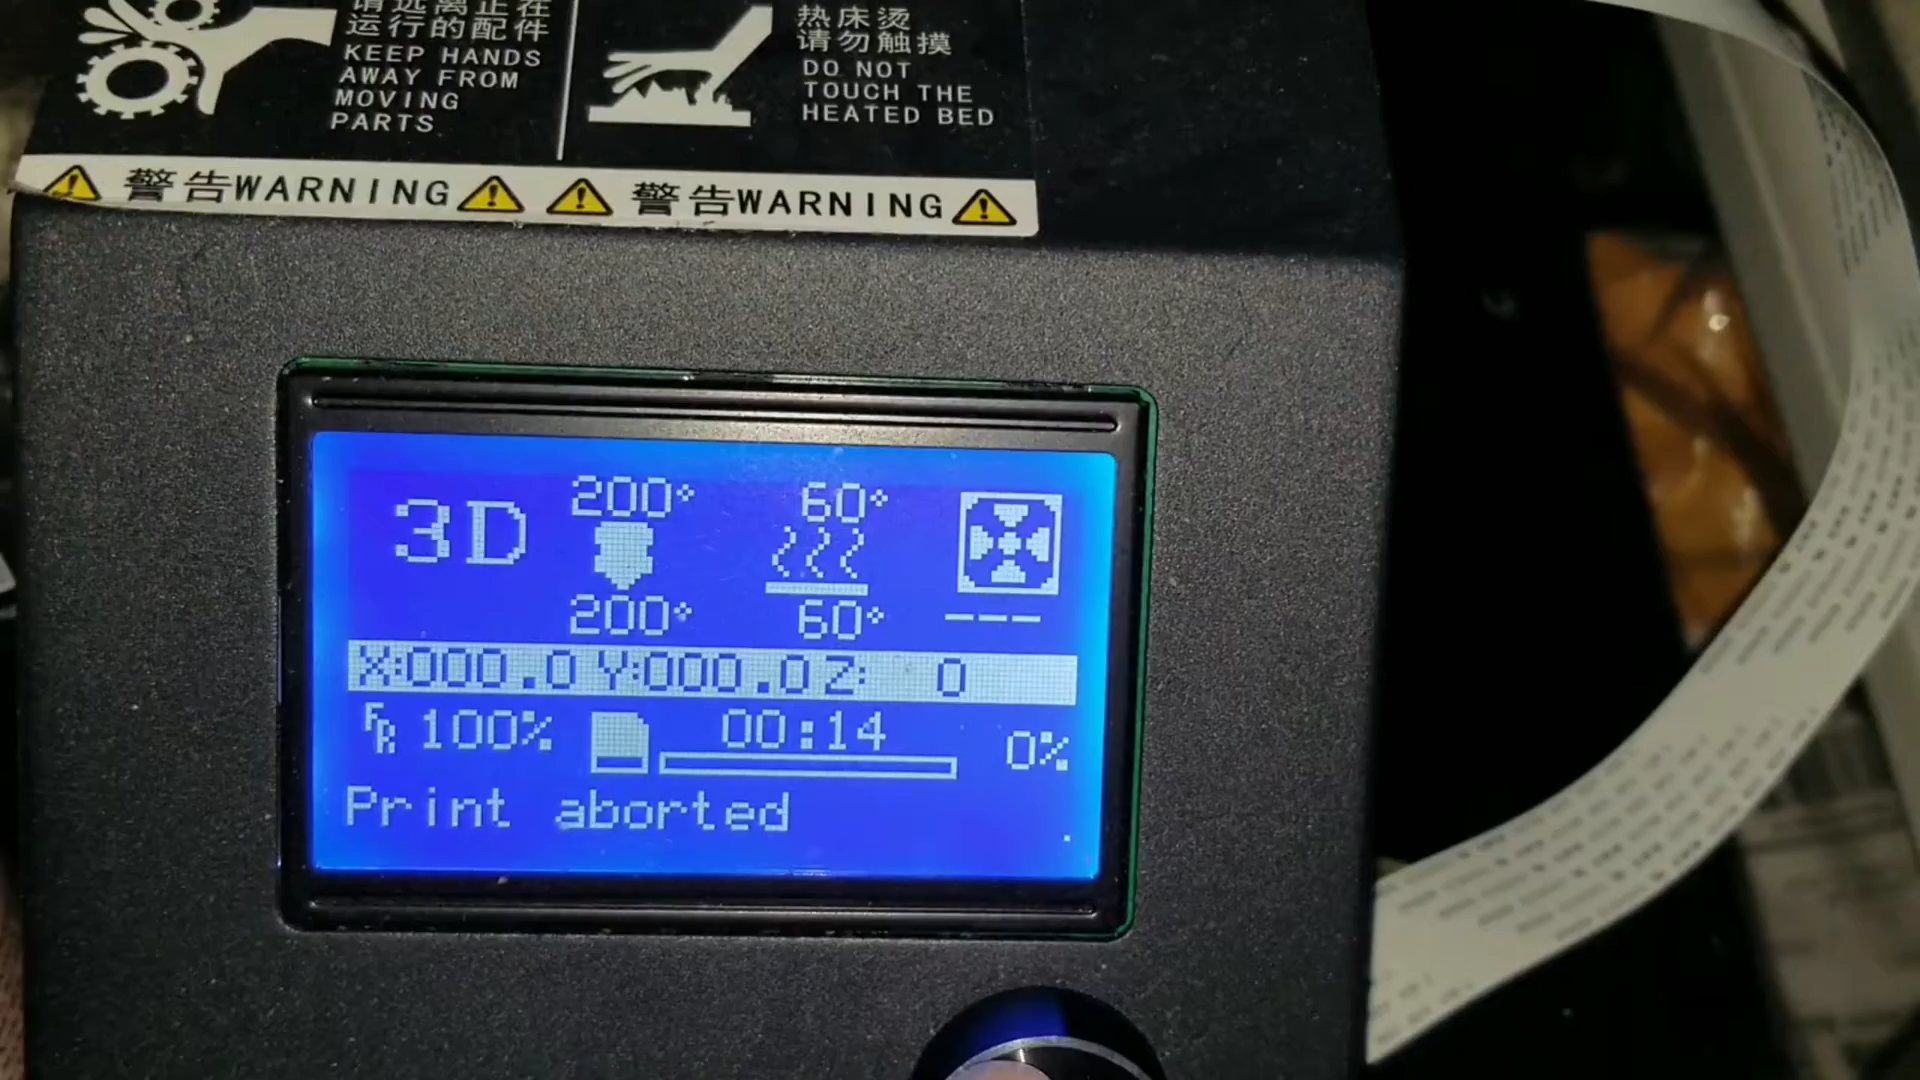 请远离正在
运行的配件
KEEP HANDS
AWAY FROM
MOVING
PARTS
热床烫
请勿触摸
DO NOT
TOUCH THE
HEATED BED
警告WARNING
警告WARNING
3D
200° 60°
200° 60° ---
X:000.0 Y:000.0 Z: 0
FR 100% 00:14 0%
Print aborted